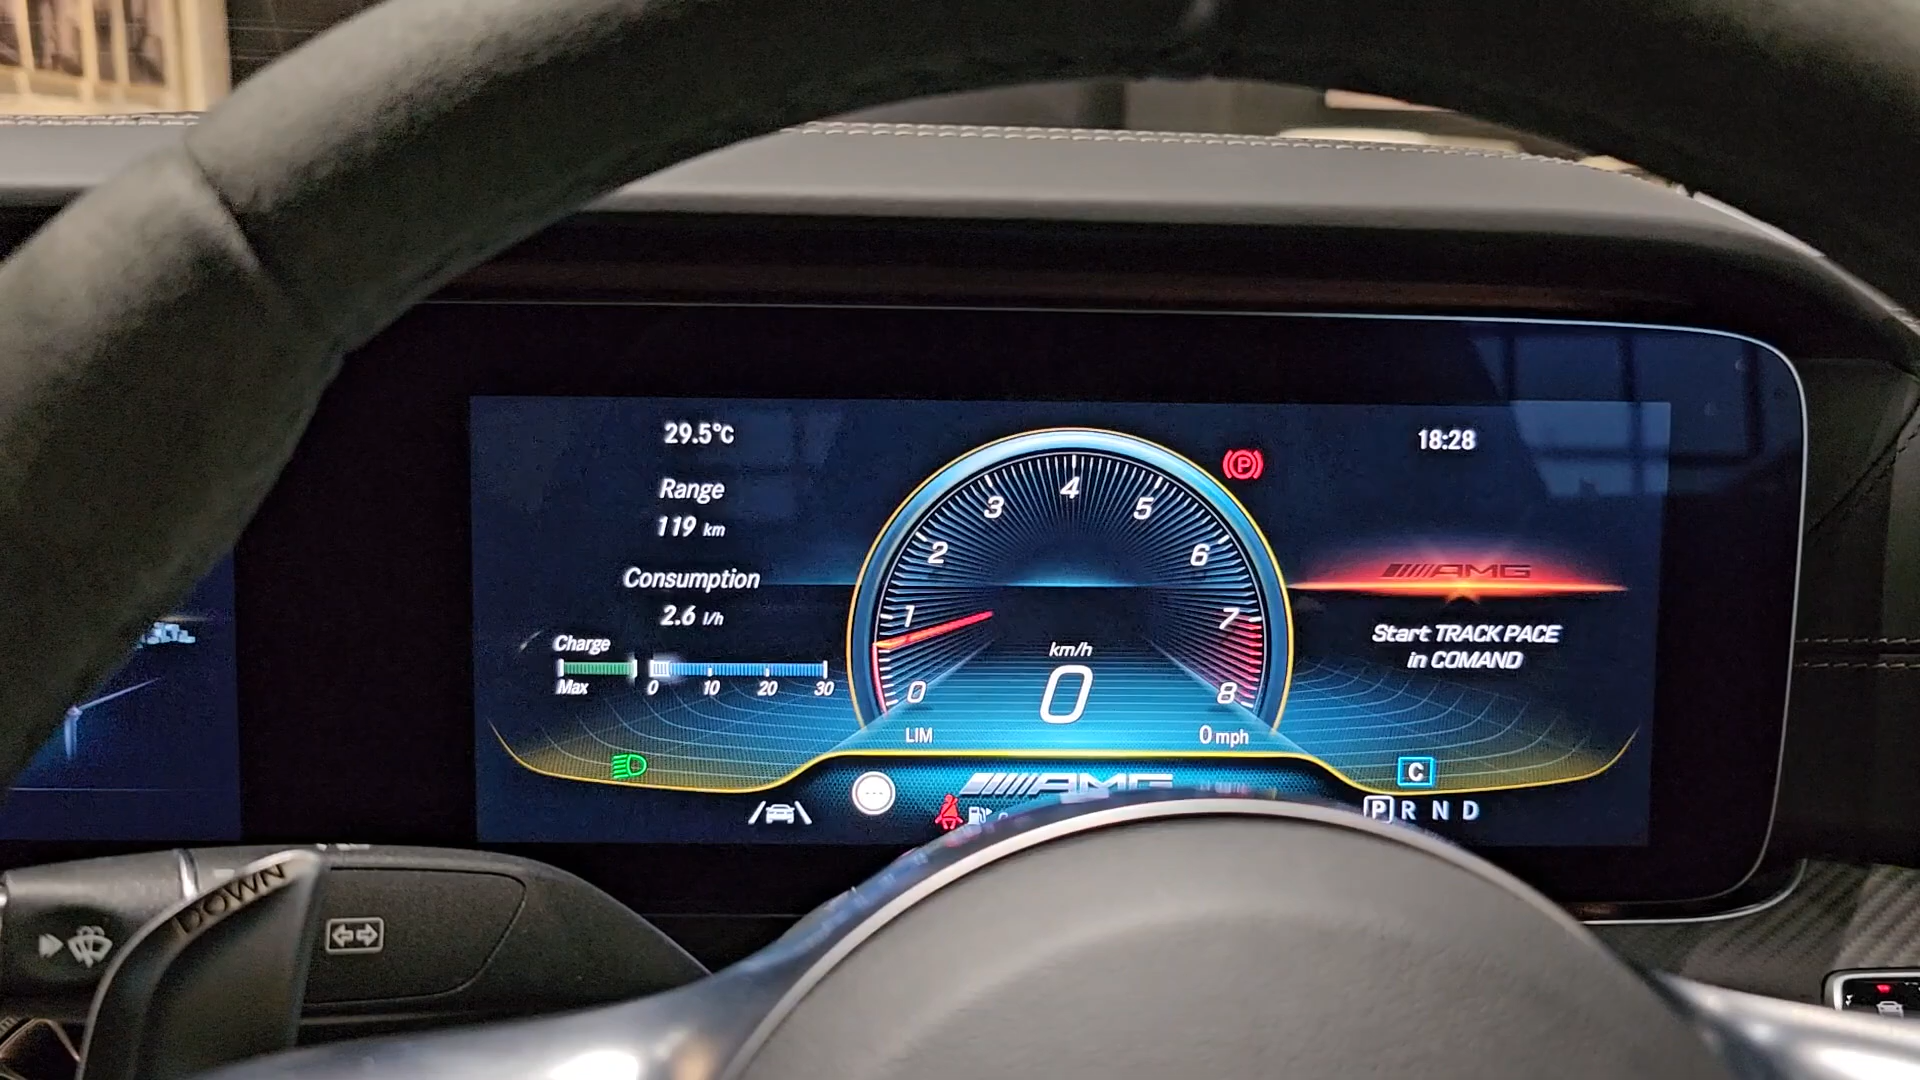 29.5°C
18:28
Range
119 km
Consumption
2.6 l/h
Charge
Max
0 10 20 30
0 1 2 3 4 5 6 7 8
km/h
0
LIM
0 mph
P
AMG
Start TRACK PACE
in COMAND
C
AMG
P R N D
DOWN